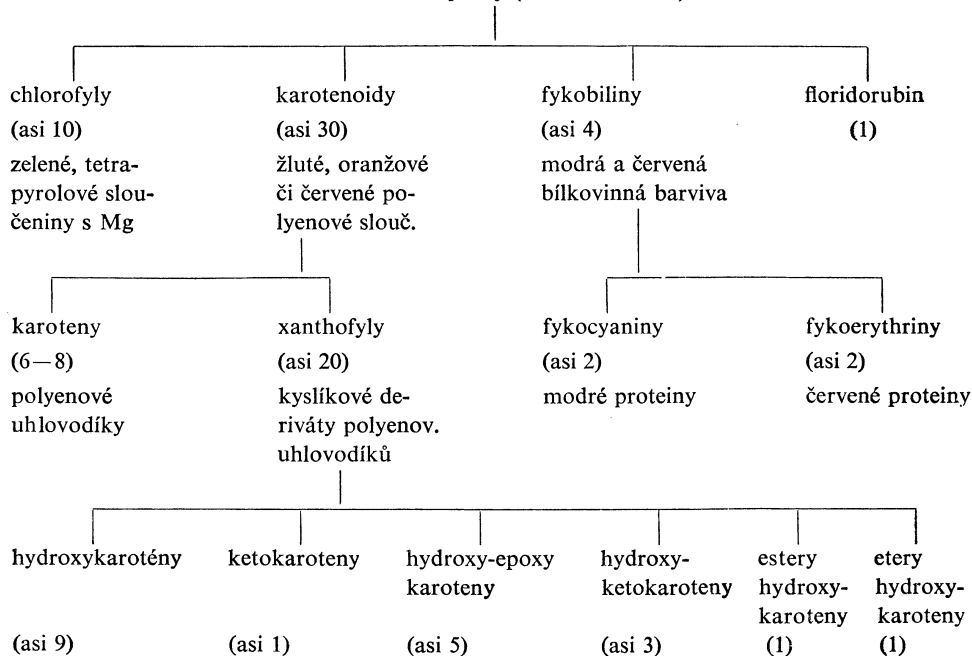 chlorofyly
(asi 10)
zelené, tetra-
pyrolové slou-
čeniny s Mg
karotenoidy
(asi 30)
žluté, oranžové
či červené po-
lyenové slouč.
fykobiliny
(asi 4)
modrá a červená
bílkovinná barviva
floridorubin
(1)
karoteny
(6—8)
polyenové
uhlovodíky
xanthofyly
(asi 20)
kyslíkové de-
riváty polyenov.
uhlovodíků
fykocyaniny
(asi 2)
modré proteiny
fykoerythriny
(asi 2)
červené proteiny
hydroxykarotény
(asi 9)
ketokaroteny
(asi 1)
hydroxy-epoxy
karoteny
(asi 5)
hydroxy-
ketokaroteny
(asi 3)
estery
hydroxy-
karoteny
(1)
etery
hydroxy-
karoteny
(1)